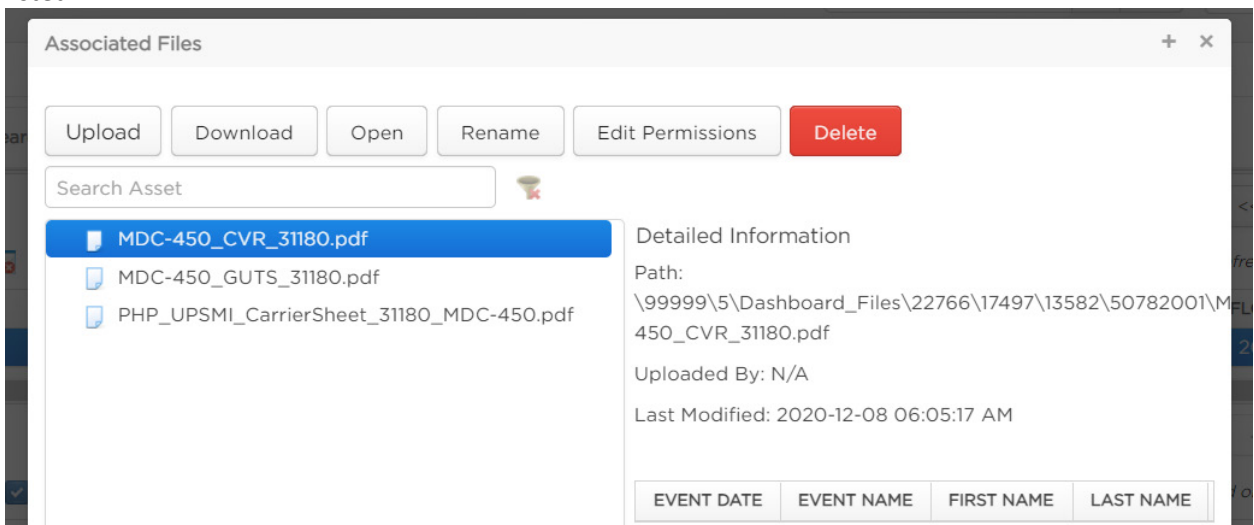 Associated Files
+ ×
Upload Download Open Rename Edit Permissions Delete
Search Asset
MDC-450_CVR_31180.pdf
MDC-450_GUTS_31180.pdf
PHP_UPSMI_CarrierSheet_31180_MDC-450.pdf
Detailed Information
Path:
\99999\5\Dashboard_Files\22766\17497\13582\50782001\M
450_CVR_31180.pdf
Uploaded By: N/A
Last Modified: 2020-12-08 06:05:17 AM
EVENT DATE EVENT NAME FIRST NAME LAST NAME